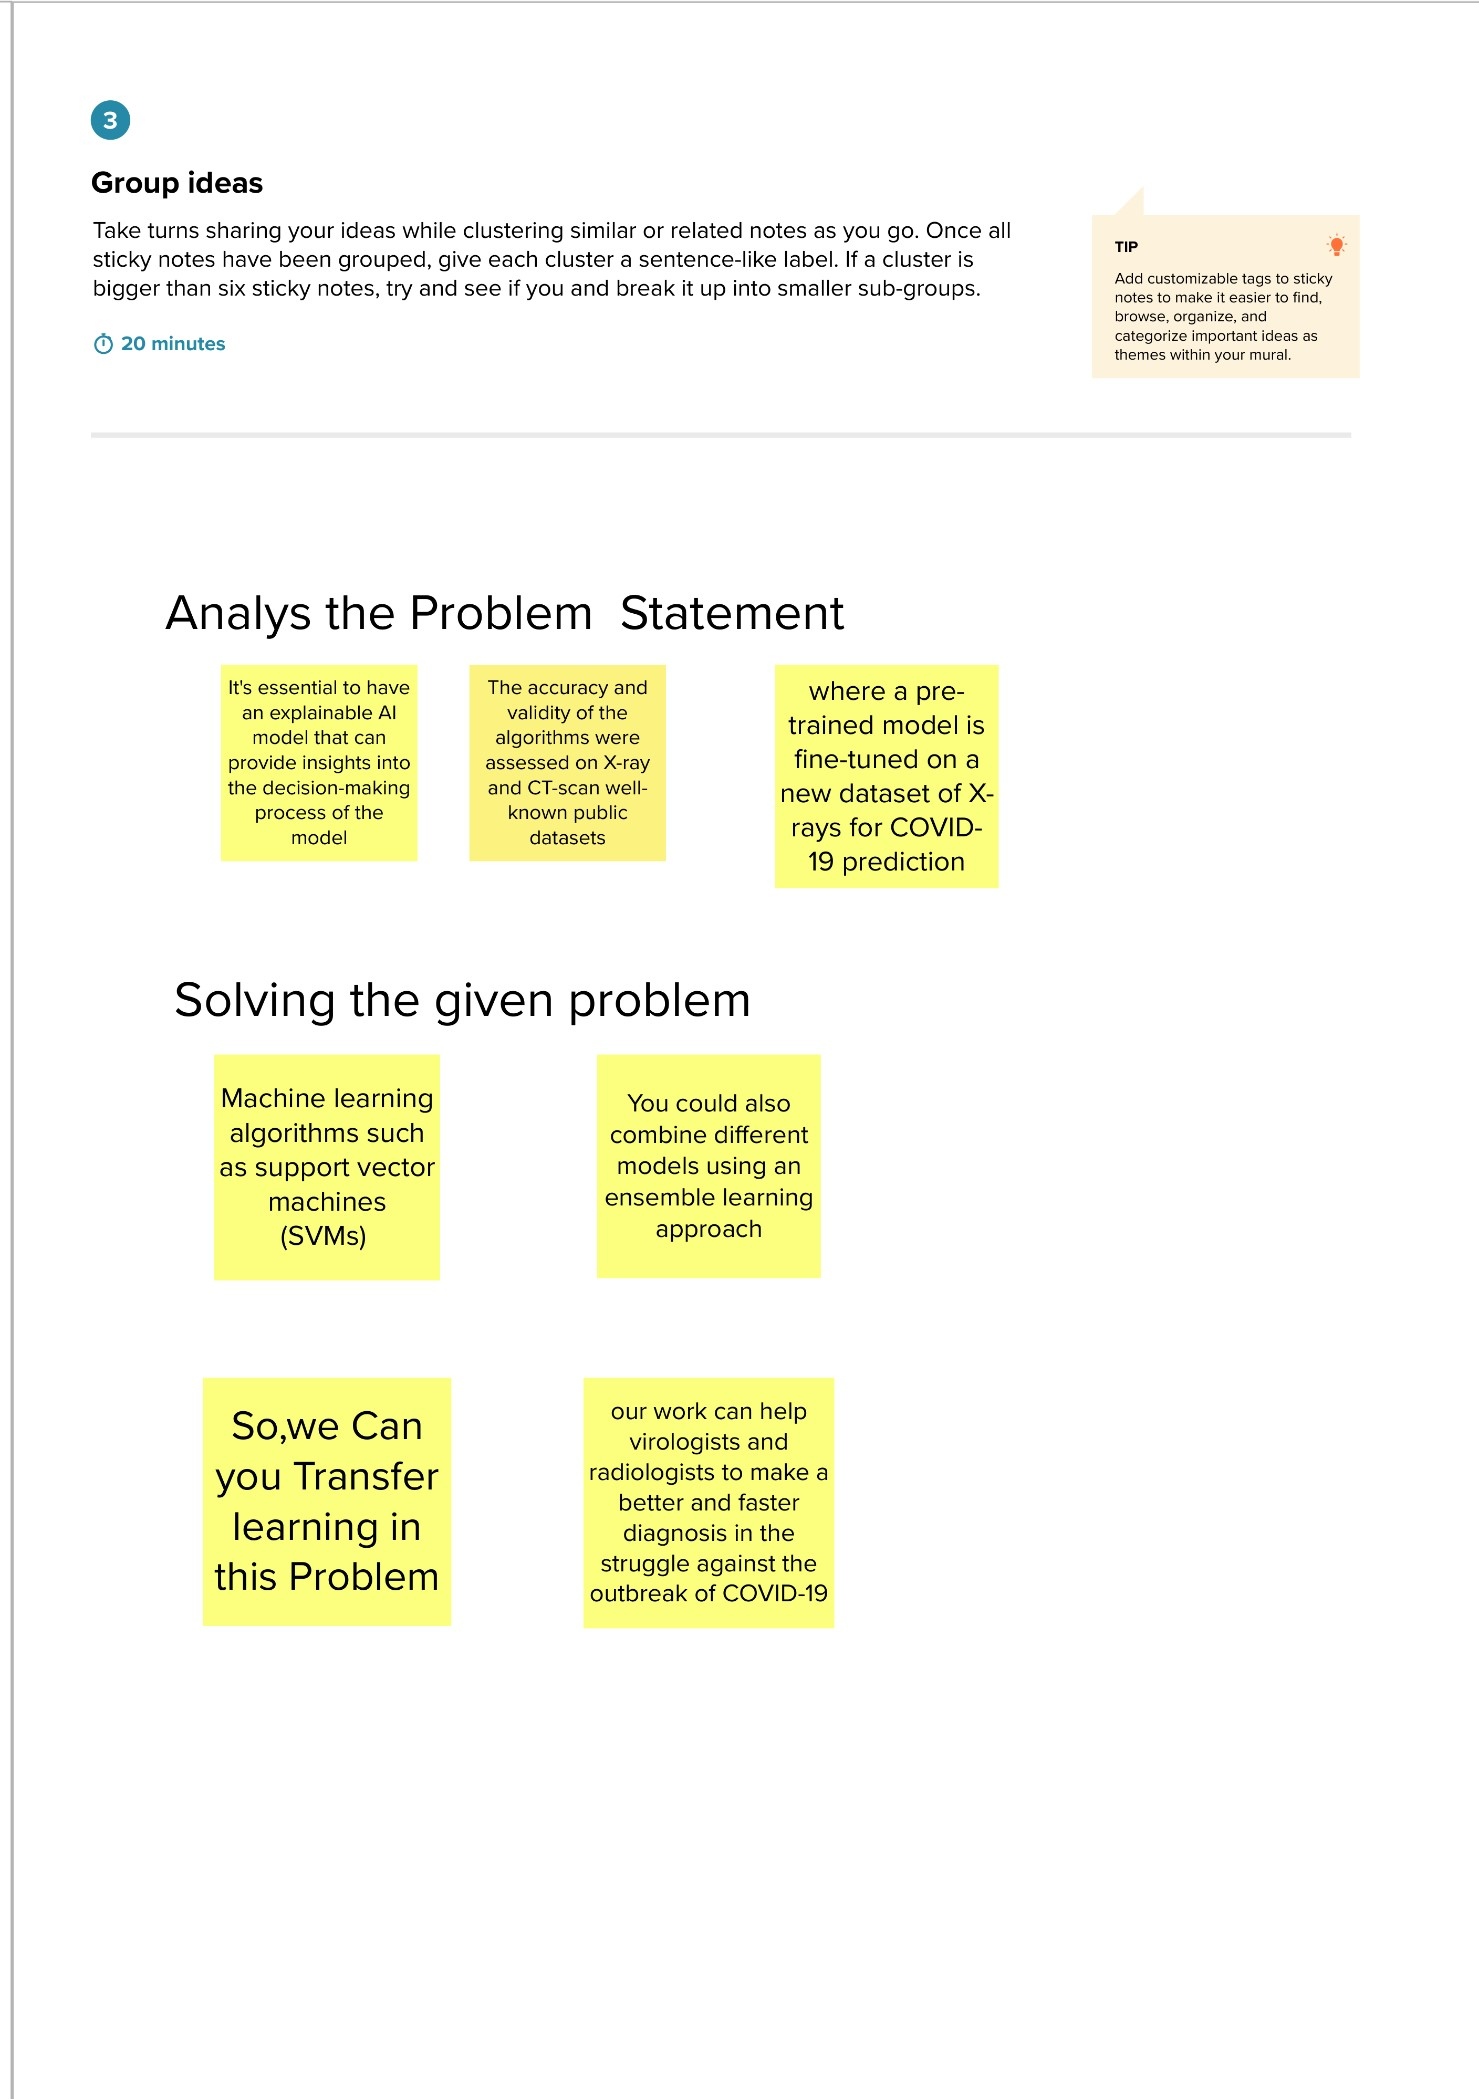 3
Group ideas
Take turns sharing your ideas while clustering similar or related notes as you go. Once all
sticky notes have been grouped, give each cluster a sentence-like label. If a cluster is
bigger than six sticky notes, try and see if you and break it up into smaller sub-groups.
20 minutes
TIP
Add customizable tags to sticky
notes to make it easier to find,
browse, organize, and
categorize important ideas as
themes within your mural.
Analys the Problem  Statement
It's essential to have
an explainable AI
model that can
provide insights into
the decision-making
process of the
model
The accuracy and
validity of the
algorithms were
assessed on X-ray
and CT-scan well-
known public
datasets
where a pre-
trained model is
fine-tuned on a
new dataset of X-
rays for COVID-
19 prediction
Solving the given problem
Machine learning
algorithms such
as support vector
machines
(SVMs)
You could also
combine different
models using an
ensemble learning
approach
So,we Can
you Transfer
learning in
this Problem
our work can help
virologists and
radiologists to make a
better and faster
diagnosis in the
struggle against the
outbreak of COVID-19